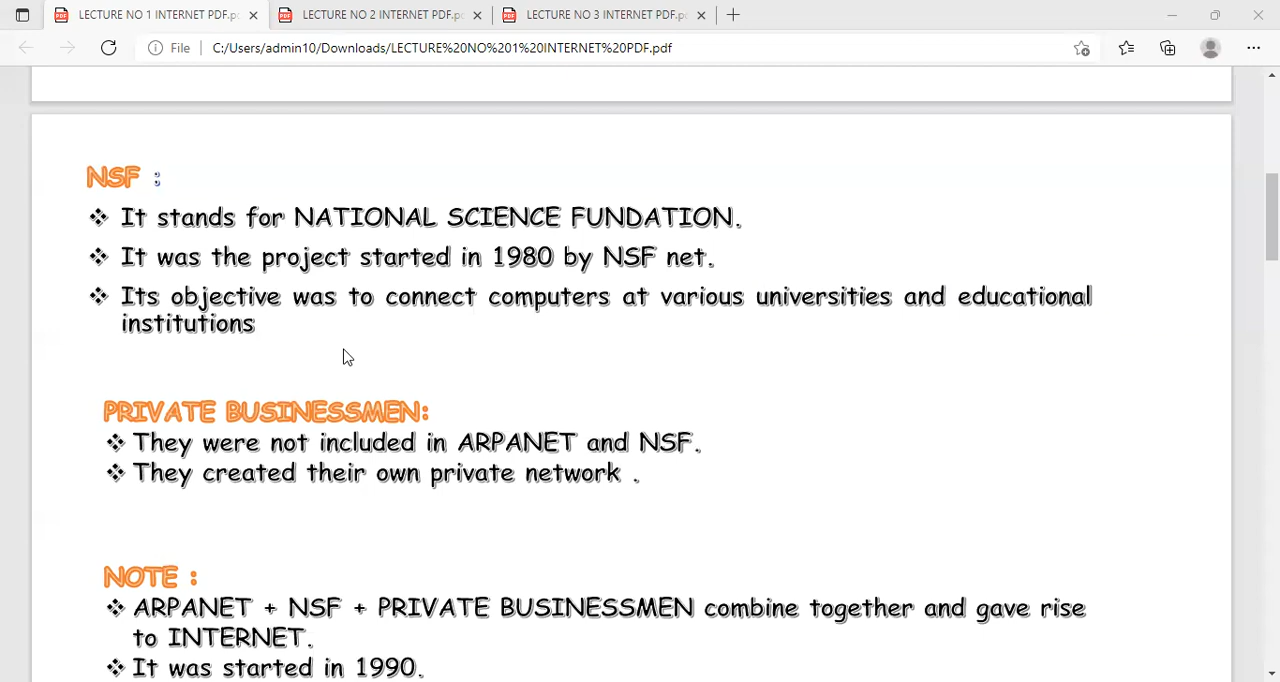 LECTURE NO 1 INTERNET PDF.p
LECTURE NO 2 INTERNET PDF.p
LECTURE NO 3 INTERNET PDF.p
File
C:/Users/admin10/Downloads/LECTURE%20NO%201%20INTERNET%20PDF.pdf
NSF :
❖ It stands for NATIONAL SCIENCE FUNDATION.
❖ It was the project started in 1980 by NSF net.
❖ Its objective was to connect computers at various universities and educational
institutions
PRIVATE BUSINESSMEN:
❖ They were not included in ARPANET and NSF.
❖ They created their own private network .
NOTE :
❖ ARPANET + NSF + PRIVATE BUSINESSMEN combine together and gave rise
to INTERNET.
❖ It was started in 1990.